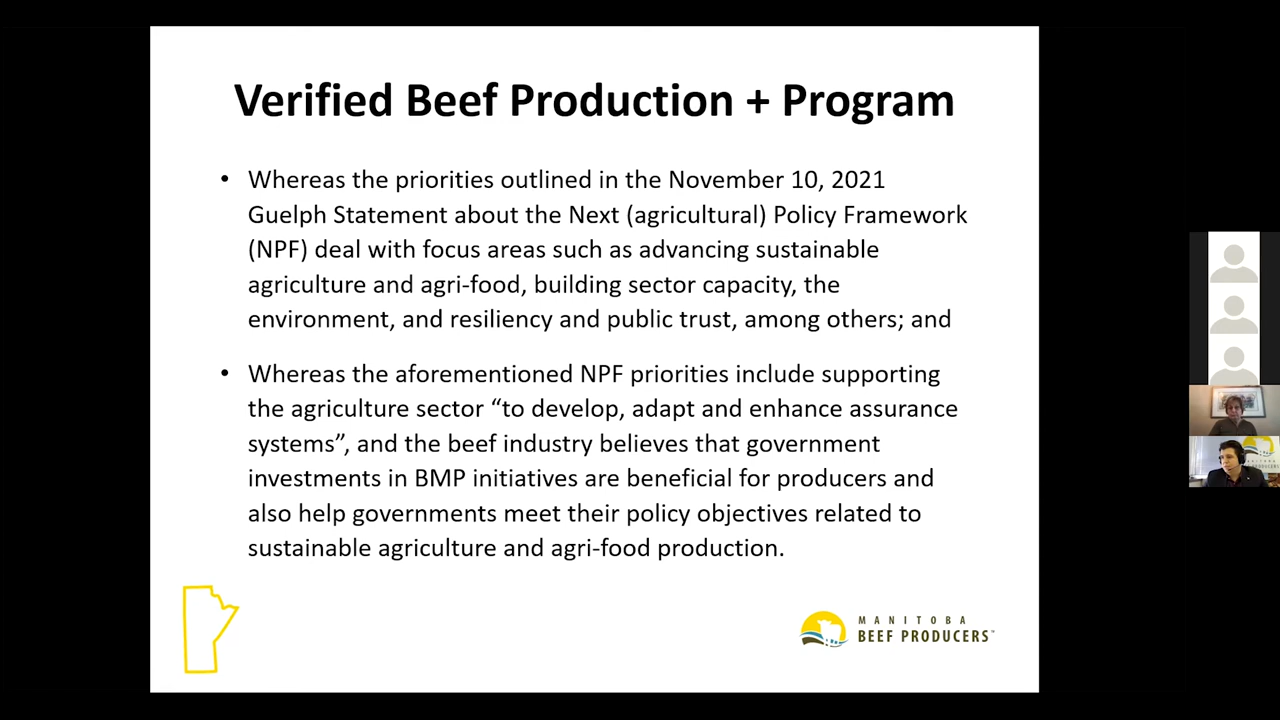 Verified Beef Production + Program
• Whereas the priorities outlined in the November 10, 2021
Guelph Statement about the Next (agricultural) Policy Framework
(NPF) deal with focus areas such as advancing sustainable
agriculture and agri-food, building sector capacity, the
environment, and resiliency and public trust, among others; and
• Whereas the aforementioned NPF priorities include supporting
the agriculture sector “to develop, adapt and enhance assurance
systems”, and the beef industry believes that government
investments in BMP initiatives are beneficial for producers and
also help governments meet their policy objectives related to
sustainable agriculture and agri-food production.
MANITOBA
BEEF PRODUCERS™